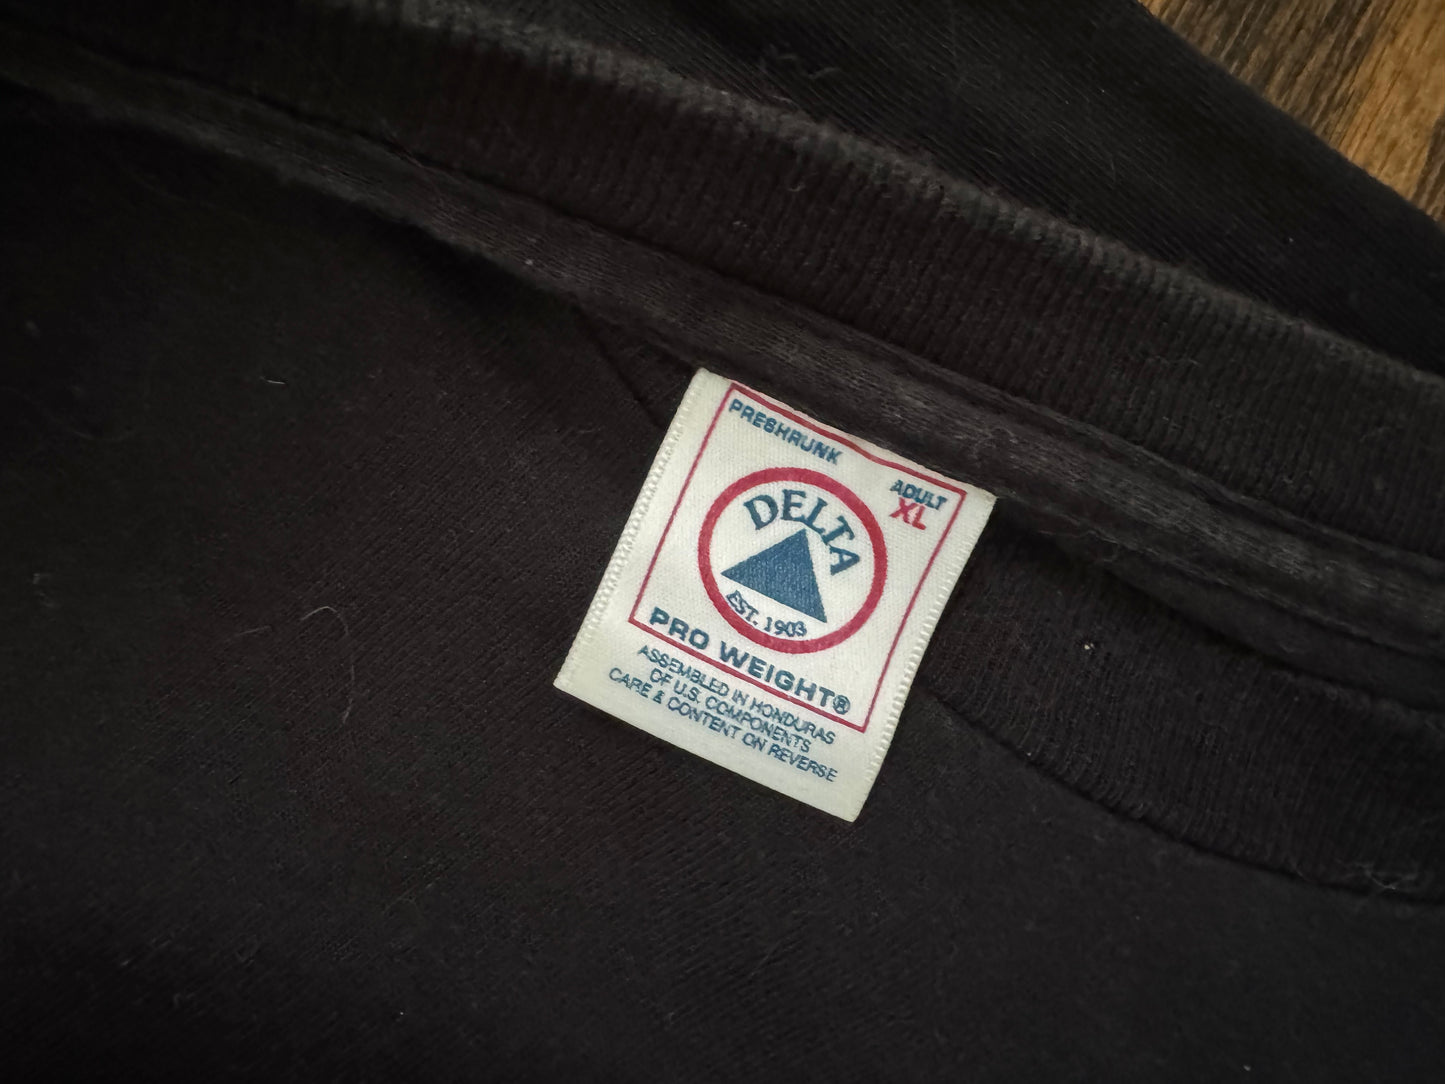 PRESHRUNK
ADULT
XL
DELTA
EST. 1903
PRO WEIGHT®
ASSEMBLED IN HONDURAS
OF U.S. COMPONENTS
CARE & CONTENT ON REVERSE